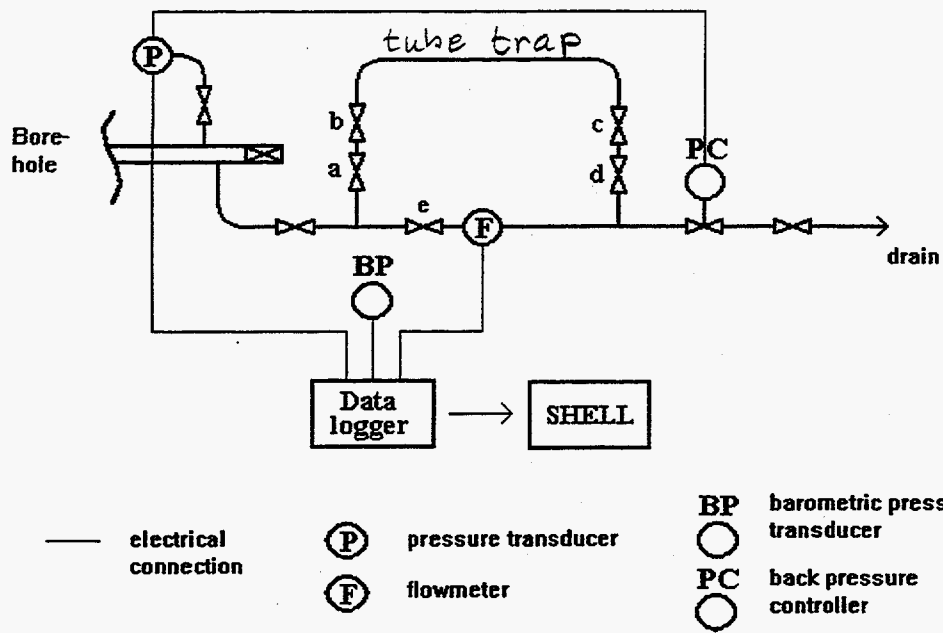 tube trap
P
Bore-
hole
b
c
a
d
PC
e
F
drain
BP
Data
logger
SHELL
electrical
connection
P
pressure transducer
F
flowmeter
BP
barometric press
transducer
PC
back pressure
controller